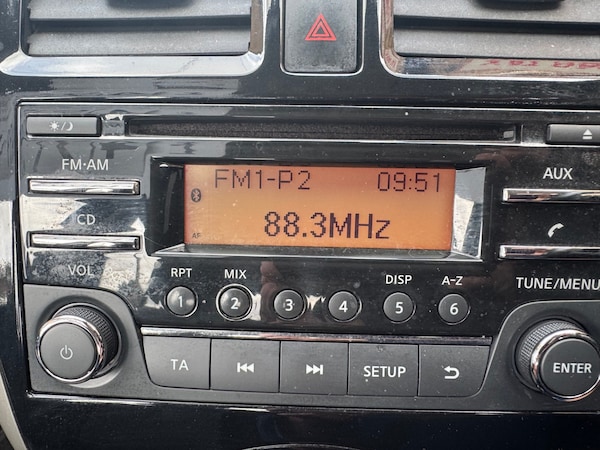 FM1-P2 09:51
88.3MHz
AF
FM·AM
CD
VOL
AUX
TUNE/MENU
RPT MIX DISP A-Z
1 2 3 4 5 6
TA SETUP
ENTER